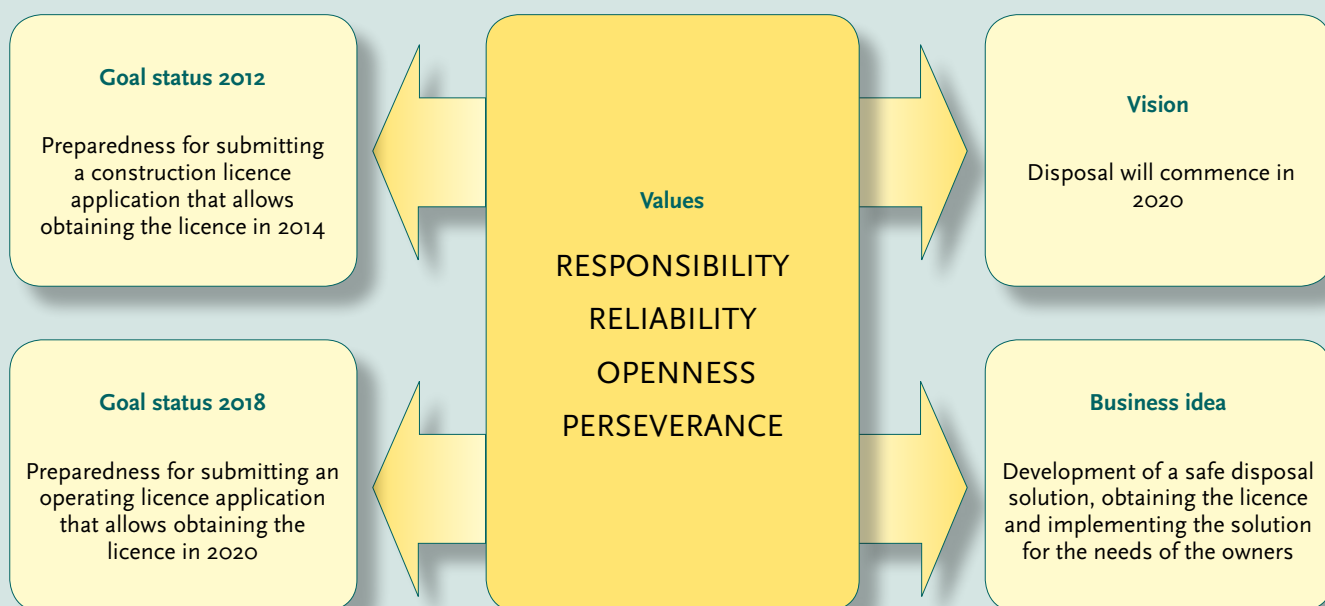 Goal status 2012
Preparedness for submitting
a construction licence
application that allows
obtaining the licence in 2014
Goal status 2018
Preparedness for submitting an
operating licence application
that allows obtaining the
licence in 2020
Values
RESPONSIBILITY
RELIABILITY
OPENNESS
PERSEVERANCE
Vision
Disposal will commence in
2020
Business idea
Development of a safe disposal
solution, obtaining the licence
and implementing the solution
for the needs of the owners